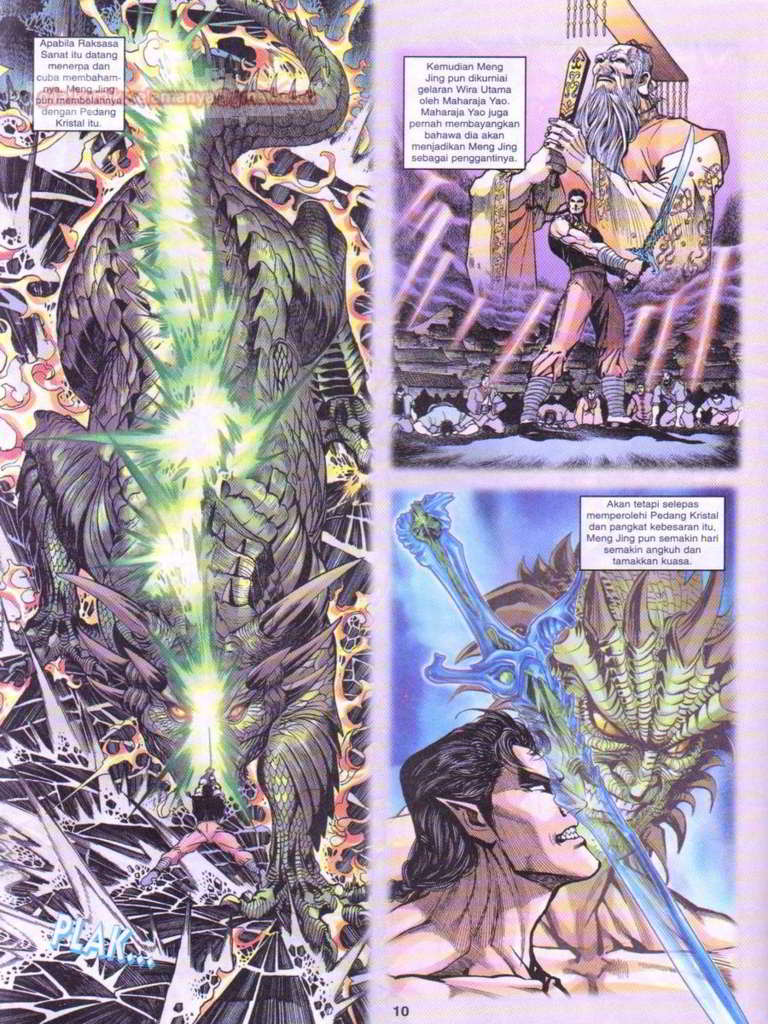 Apabila Raksasa
Sanat itu datang
menerpa dan
cuba membaham-
nya, Meng Jing
pun membelannya
dengan Pedang
Kristal itu.
Kemudian Meng
Jing pun dikurniai
gelaran Wira Utama
oleh Maharaja Yao.
Maharaja Yao juga
pernah membayangkan
bahawa dia akan
menjadikan Meng Jing
sebagai penggantinya.
Akan tetapi selepas
memperolehi Pedang Kristal
dan pangkat kebesaran itu,
Meng Jing pun semakin hari
semakin angkuh dan
tamakkan kuasa.
PLAK...
10